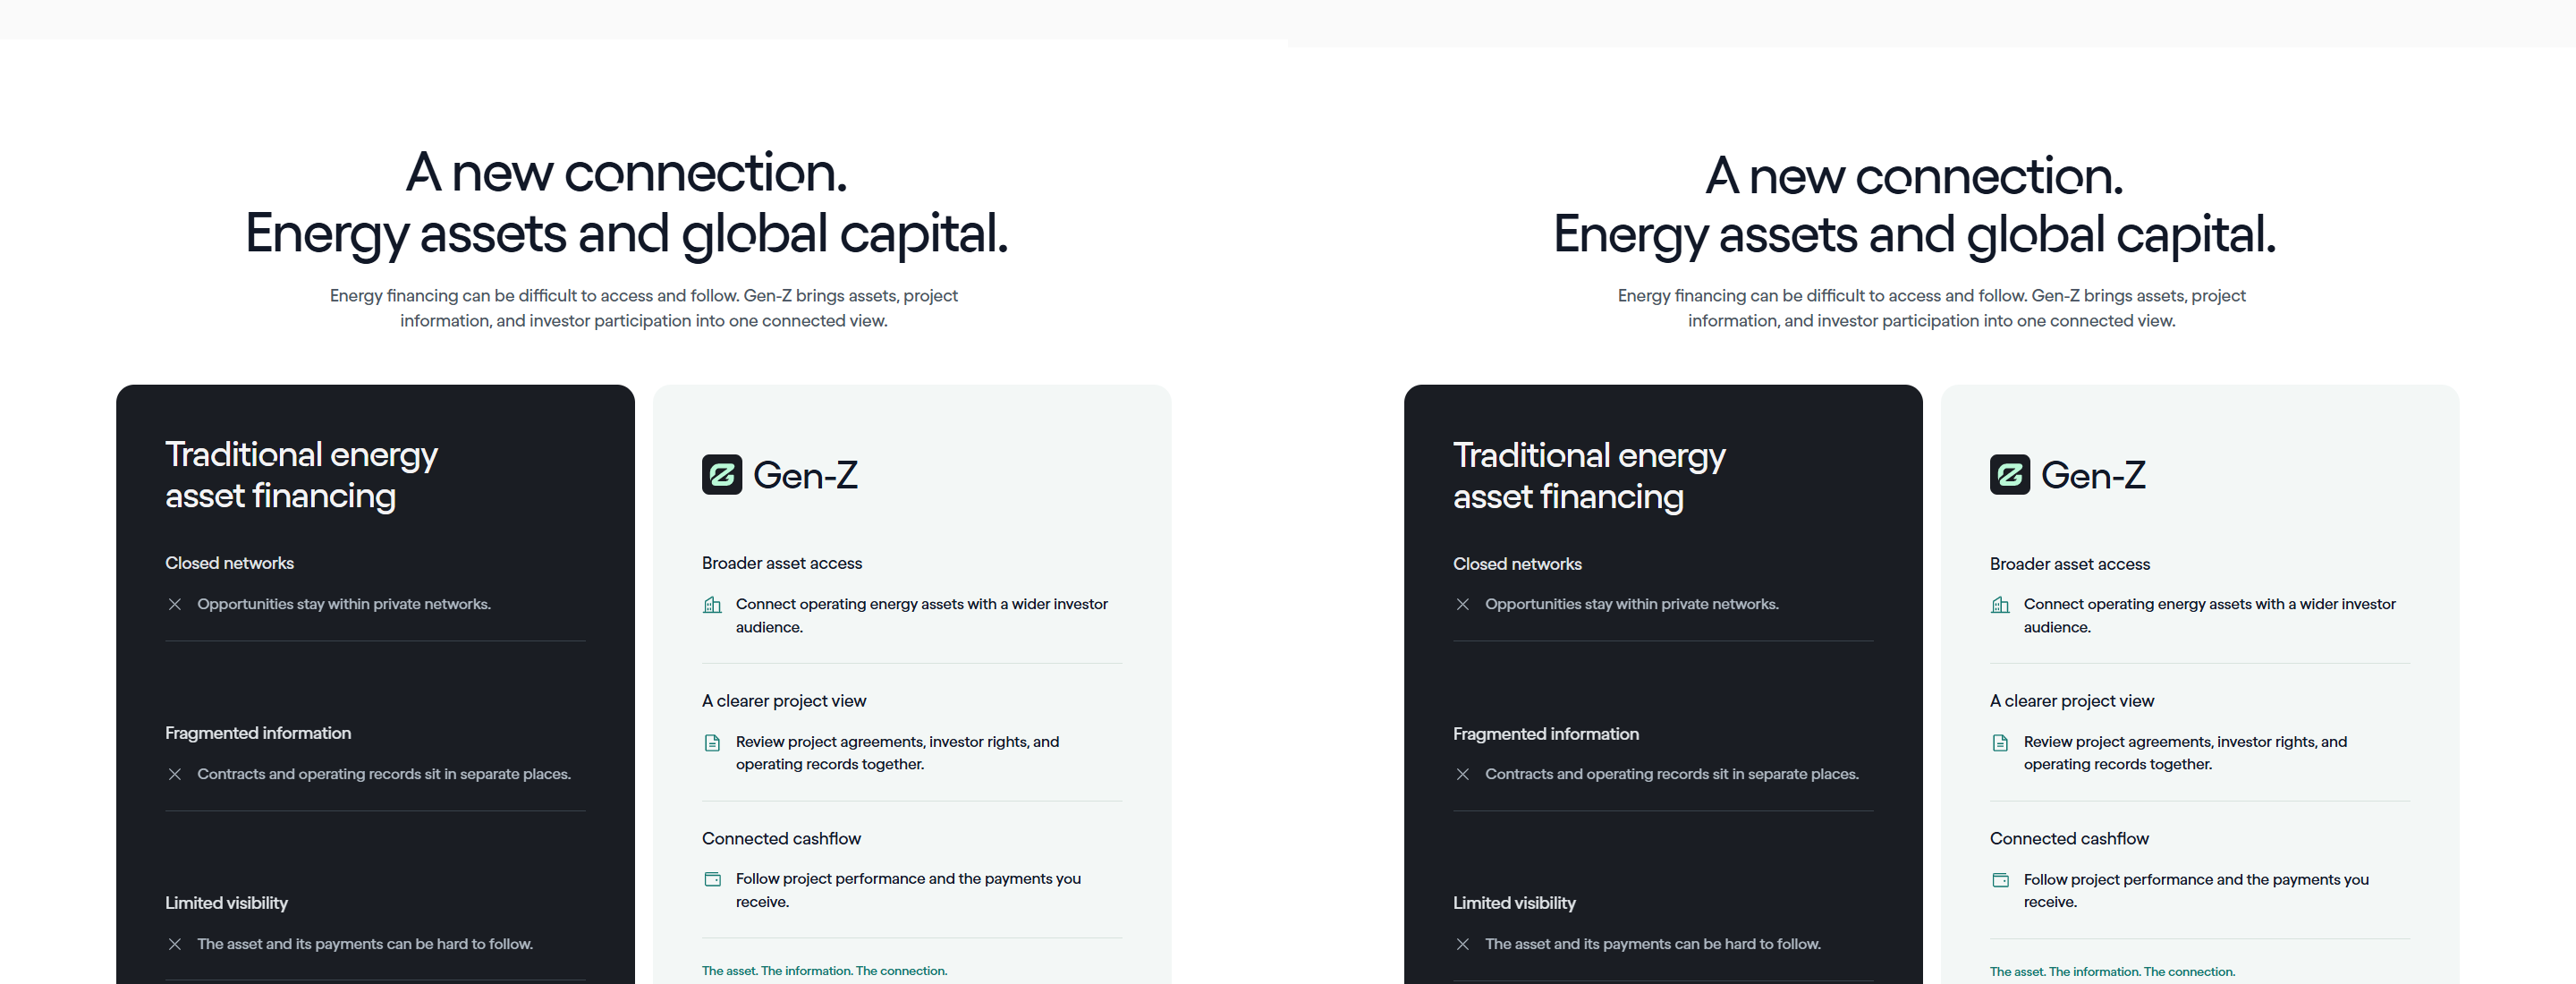 A new connection.
Energy assets and global capital.
Energy financing can be difficult to access and follow. Gen-Z brings assets, project
information, and investor participation into one connected view.
Traditional energy
asset financing
Closed networks
Opportunities stay within private networks.
Fragmented information
Contracts and operating records sit in separate places.
Limited visibility
The asset and its payments can be hard to follow.
Gen-Z
Broader asset access
Connect operating energy assets with a wider investor
audience.
A clearer project view
Review project agreements, investor rights, and
operating records together.
Connected cashflow
Follow project performance and the payments you
receive.
The asset. The information. The connection.
A new connection.
Energy assets and global capital.
Energy financing can be difficult to access and follow. Gen-Z brings assets, project
information, and investor participation into one connected view.
Traditional energy
asset financing
Closed networks
Opportunities stay within private networks.
Fragmented information
Contracts and operating records sit in separate places.
Limited visibility
The asset and its payments can be hard to follow.
Gen-Z
Broader asset access
Connect operating energy assets with a wider investor
audience.
A clearer project view
Review project agreements, investor rights, and
operating records together.
Connected cashflow
Follow project performance and the payments you
receive.
The asset. The information. The connection.